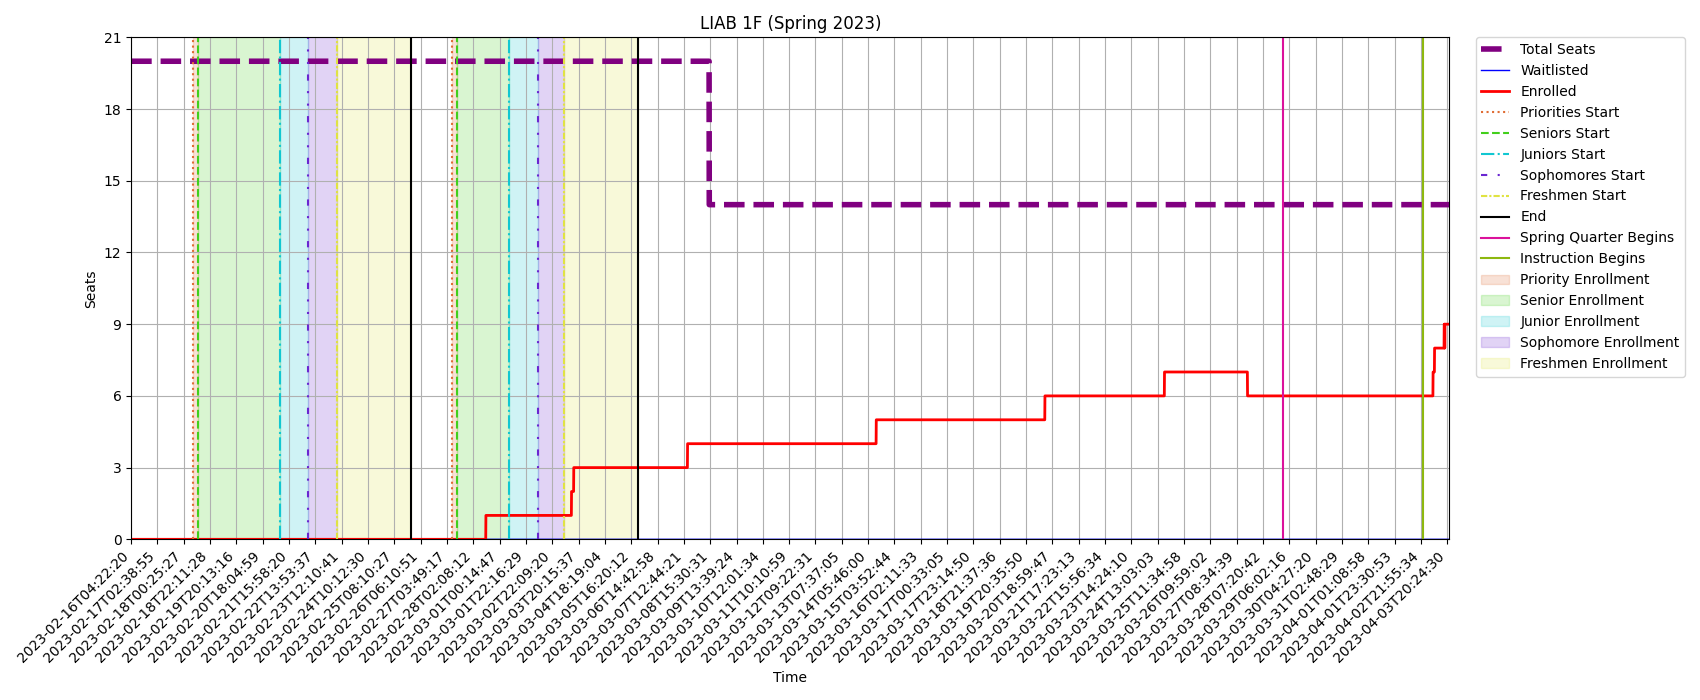 LIAB 1F (Spring 2023)
21
18
15
12
9
6
3
0
Seats
2023-02-16T04:22:20
2023-02-17T02:38:55
2023-02-18T00:25:27
2023-02-18T22:11:28
2023-02-19T20:13:16
2023-02-20T18:04:59
2023-02-21T15:58:20
2023-02-22T13:53:37
2023-02-23T12:10:41
2023-02-24T10:12:30
2023-02-25T08:10:27
2023-02-26T06:10:51
2023-02-27T03:49:17
2023-02-28T02:08:12
2023-03-01T00:14:47
2023-03-01T22:16:29
2023-03-02T22:09:20
2023-03-03T20:15:37
2023-03-04T18:19:04
2023-03-05T16:20:12
2023-03-06T14:42:58
2023-03-07T12:44:21
2023-03-08T15:30:31
2023-03-09T13:39:24
2023-03-10T12:01:34
2023-03-11T10:10:59
2023-03-12T09:22:31
2023-03-13T07:37:05
2023-03-14T05:46:00
2023-03-15T03:52:44
2023-03-16T02:11:33
2023-03-17T00:33:05
2023-03-17T23:14:50
2023-03-18T21:37:36
2023-03-19T20:35:50
2023-03-20T18:59:47
2023-03-21T17:23:13
2023-03-22T15:56:34
2023-03-23T14:24:10
2023-03-24T13:03:03
2023-03-25T11:34:58
2023-03-26T09:59:02
2023-03-27T08:34:39
2023-03-28T07:20:42
2023-03-29T06:02:16
2023-03-30T04:27:20
2023-03-31T02:48:29
2023-04-01T01:08:58
2023-04-01T23:30:53
2023-04-02T21:55:34
2023-04-03T20:24:30
Time
Total Seats
Waitlisted
Enrolled
Priorities Start
Seniors Start
Juniors Start
Sophomores Start
Freshmen Start
End
Spring Quarter Begins
Instruction Begins
Priority Enrollment
Senior Enrollment
Junior Enrollment
Sophomore Enrollment
Freshmen Enrollment